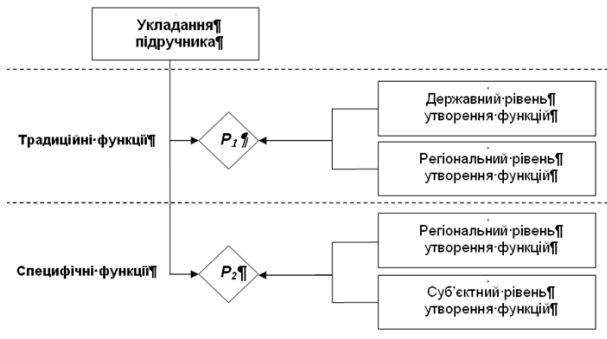 Укладання¶
підручника¶
Державний·рівень¶
утворення·функцій¶
Традиційні·функції¶
P1¶
Регіональний·рівень¶
утворення·функцій¶
Регіональний·рівень¶
утворення·функцій¶
Специфічні·функції¶
P2¶
Суб'єктний·рівень¶
утворення·функцій¶